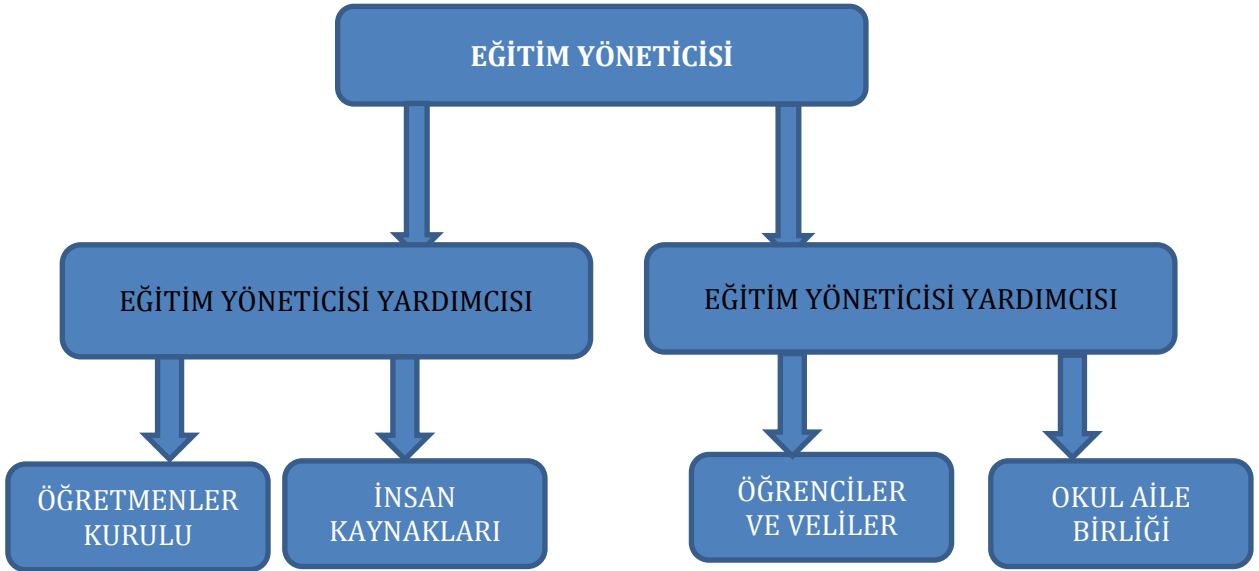 EĞİTİM YÖNETİCİSİ
EĞİTİM YÖNETİCİSİ YARDIMCISI
EĞİTİM YÖNETİCİSİ YARDIMCISI
ÖĞRETMENLER
KURULU
İNSAN
KAYNAKLARI
ÖĞRENCİLER
VE VELİLER
OKUL AİLE
BİRLİĞİ